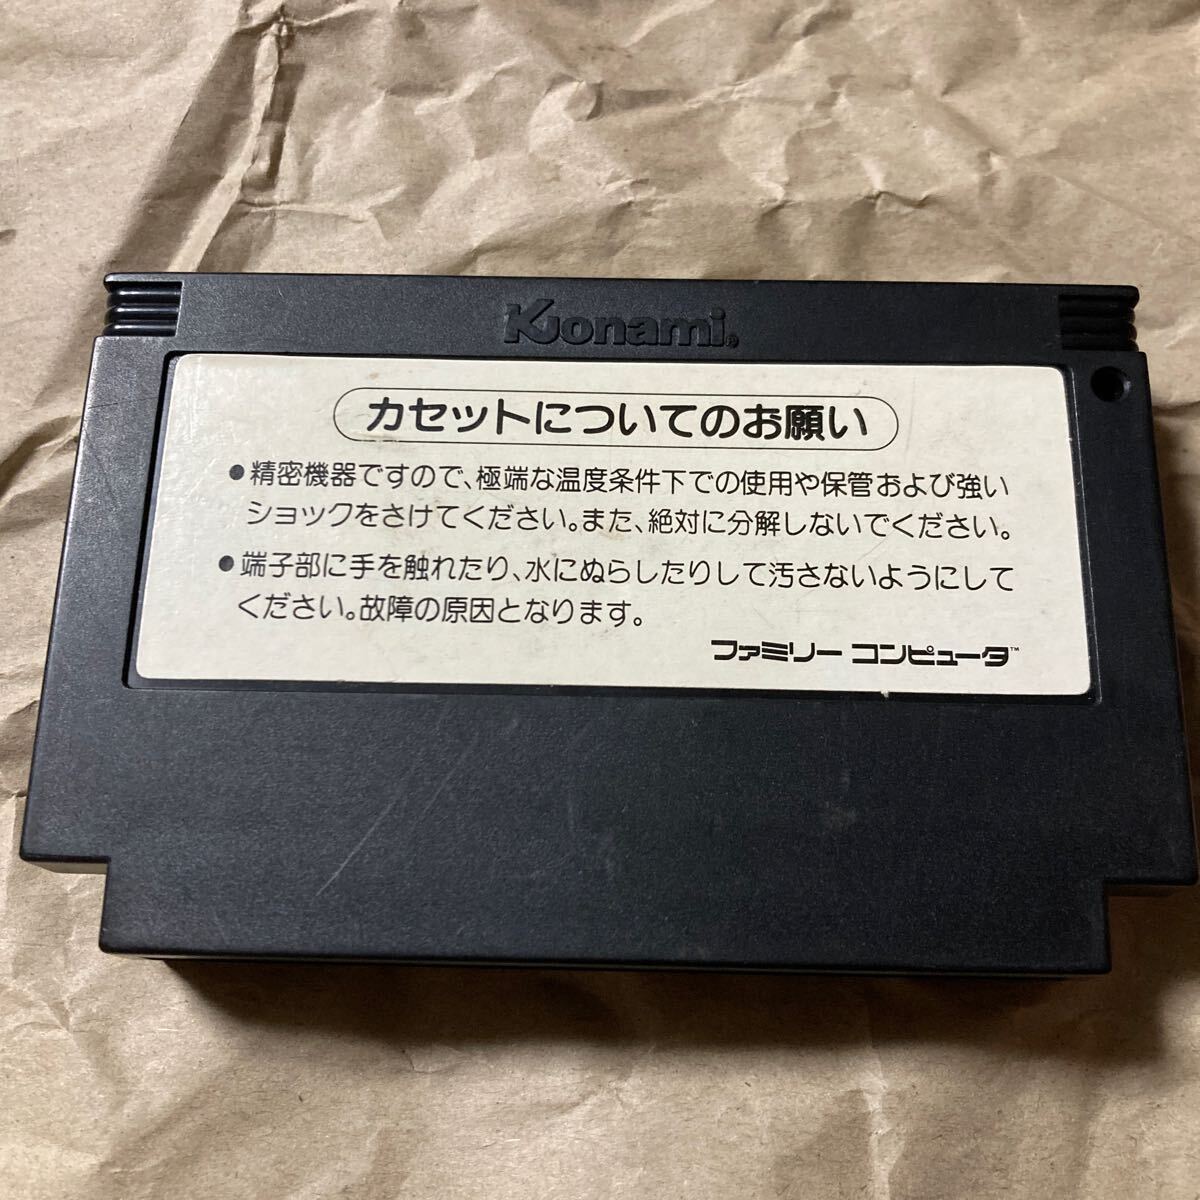 Konami®
カセットについてのお願い
●精密機器ですので、極端な温度条件下での使用や保管および強い
ショックをさけてください。また、絶対に分解しないでください。
●端子部に手を触れたり、水にぬらしたりして汚さないようにして
ください。故障の原因となります。
ファミリー コンピュータ™